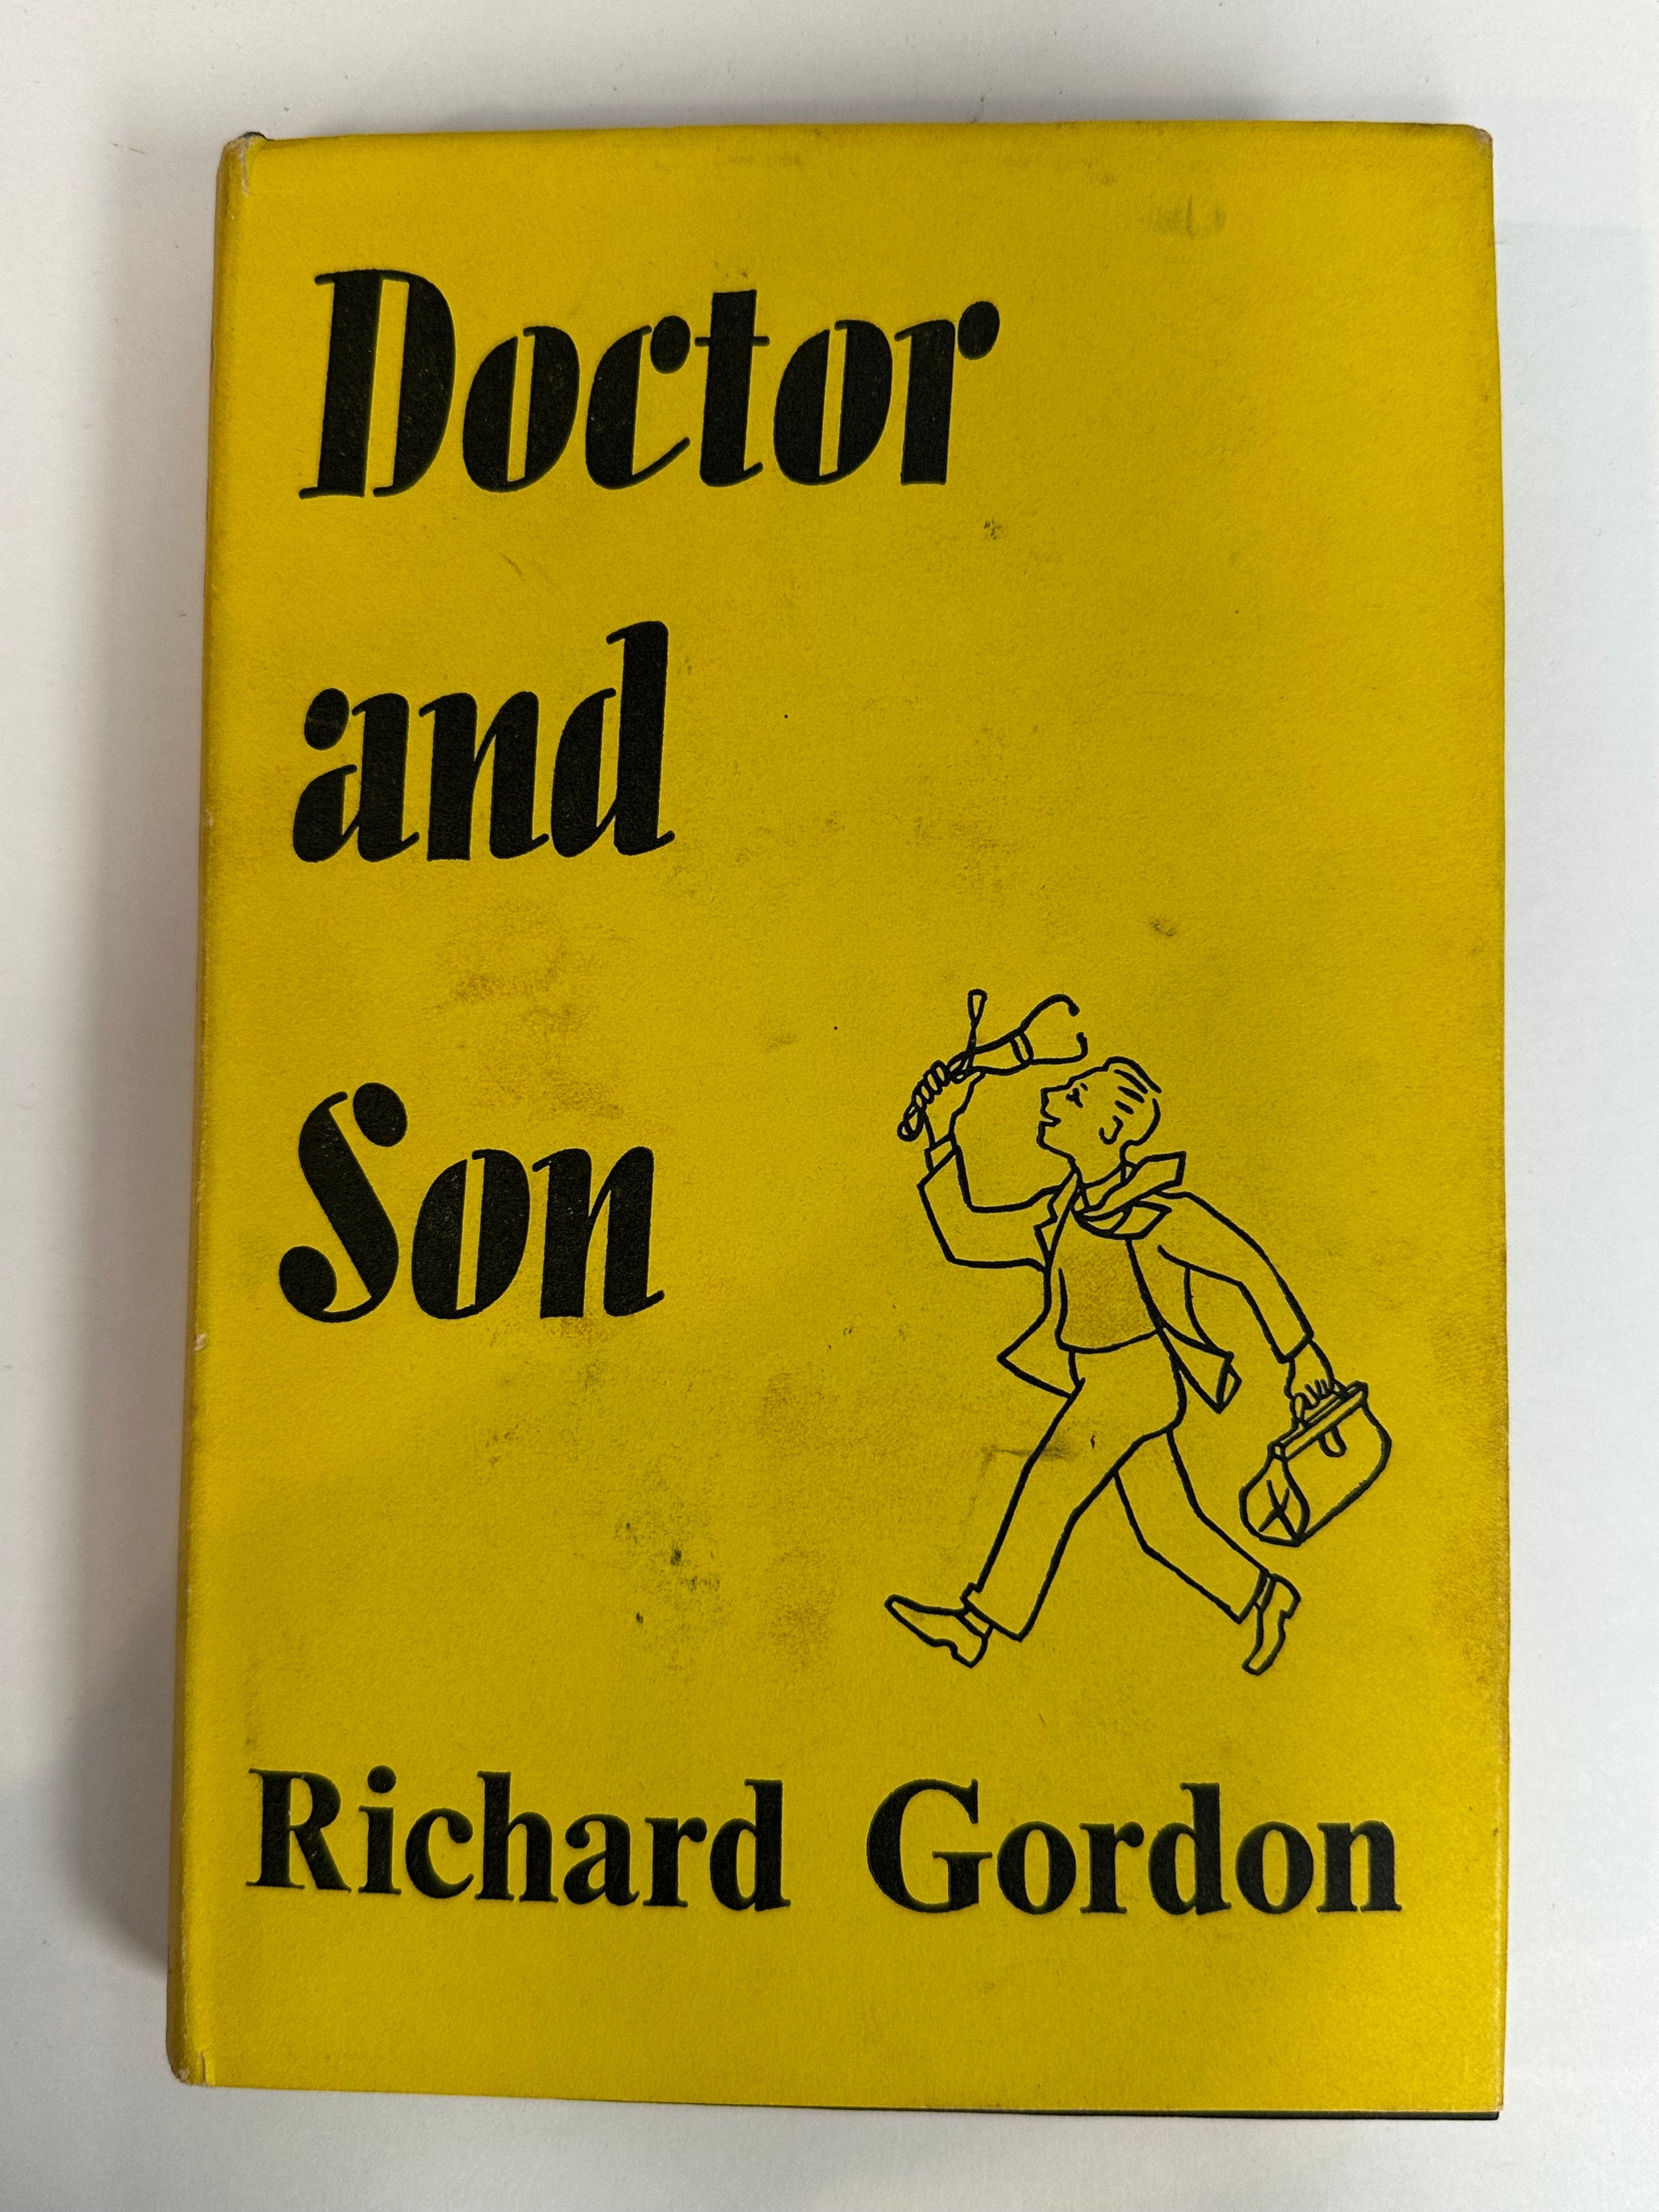 Doctor
and
Son
Richard Gordon